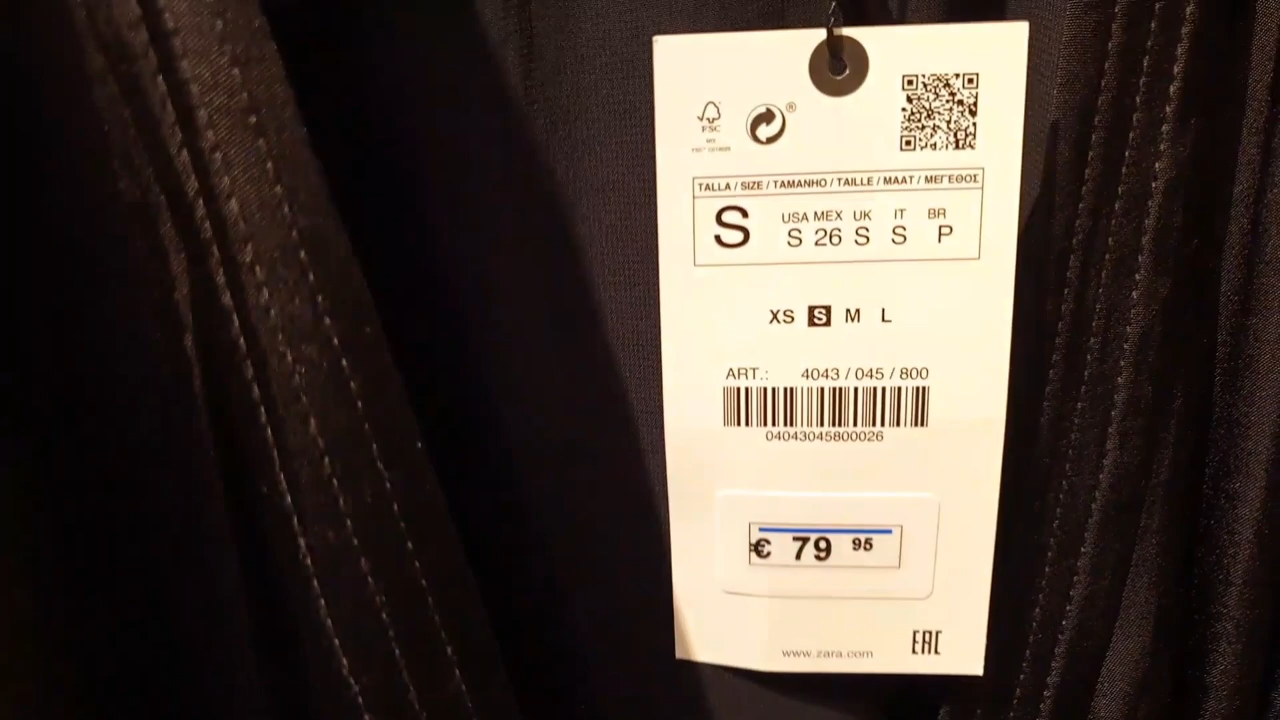 FSC
®
TALLA / SIZE / TAMANHO / TAILLE / MAAT / ΜΕΓΕΘΟΣ
S
USA MEX UK IT BR
S 26 S S P
XS S M L
ART.: 4043 / 045 / 800
04043045800026
€ 79 95
www.zara.com
EAC